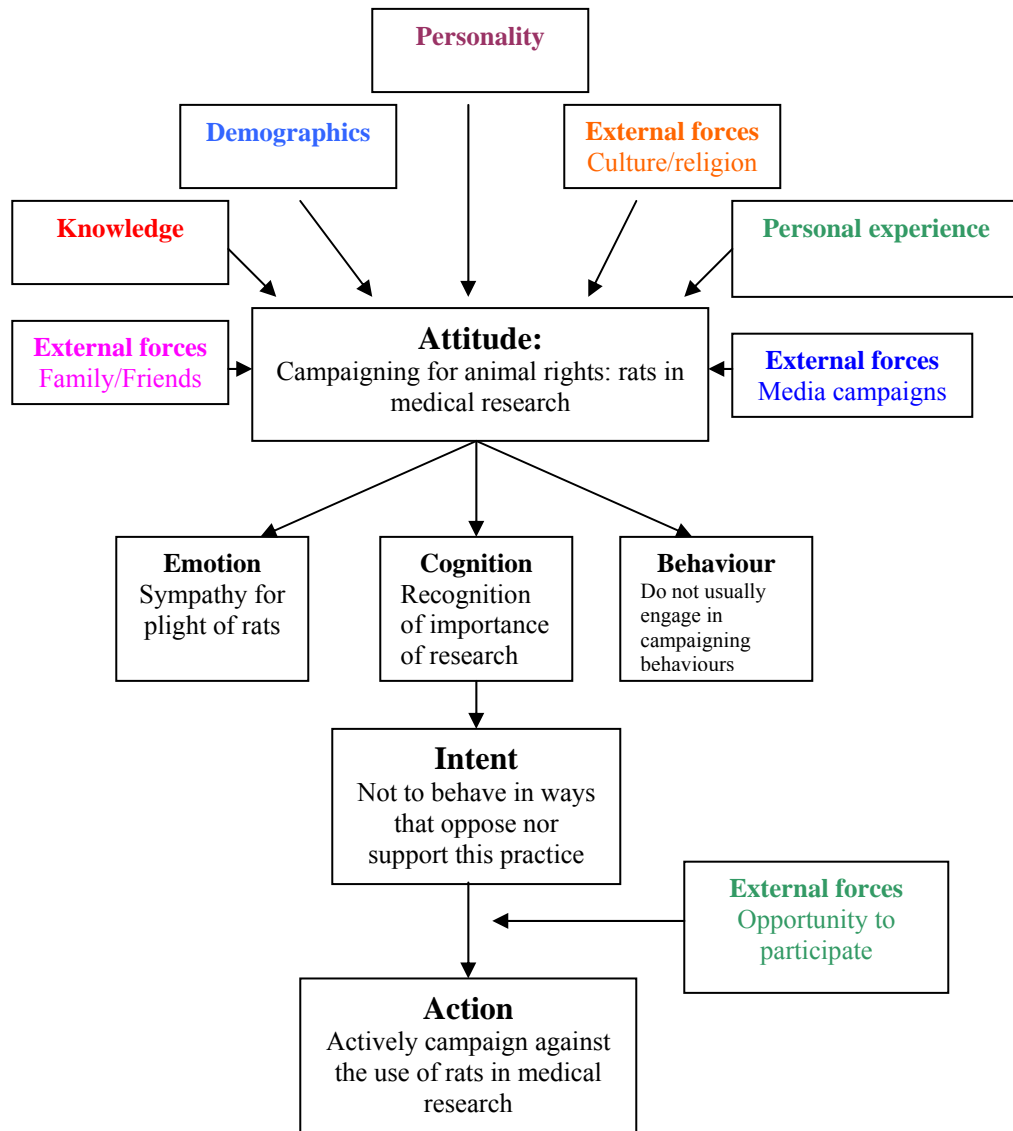 Personality
Demographics
External forces
Culture/religion
Knowledge
Personal experience
External forces
Family/Friends
Attitude:
Campaigning for animal rights: rats in
medical research
External forces
Media campaigns
Emotion
Sympathy for
plight of rats
Cognition
Recognition
of importance
of research
Behaviour
Do not usually
engage in
campaigning
behaviours
Intent
Not to behave in ways
that oppose nor
support this practice
External forces
Opportunity to
participate
Action
Actively campaign against
the use of rats in medical
research